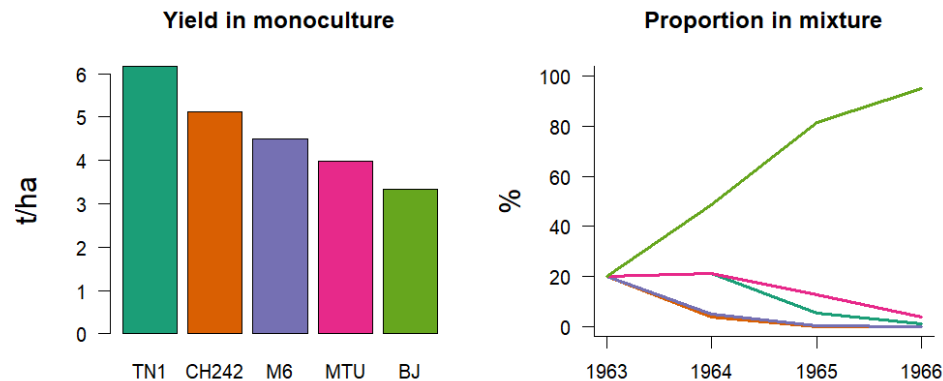 Yield in monoculture
t/ha
6
5
4
3
2
1
0
TN1 CH242 M6 MTU BJ
Proportion in mixture
%
100
80
60
40
20
0
1963 1964 1965 1966